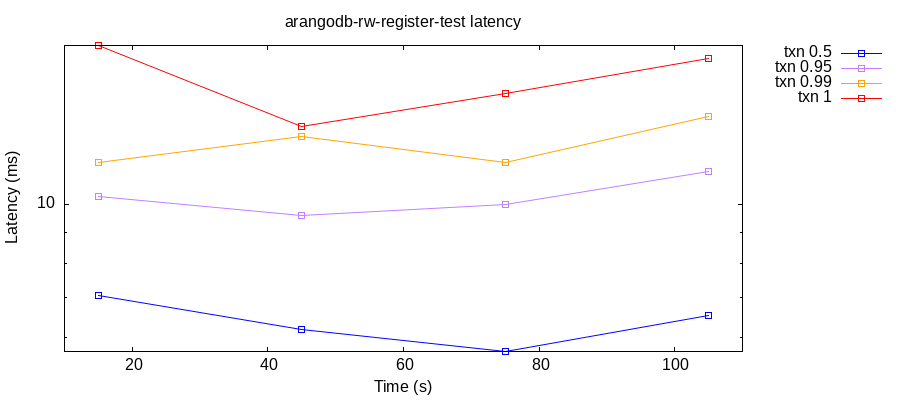 arangodb-rw-register-test latency
txn 0.5
txn 0.95
txn 0.99
txn 1
Latency (ms)
10
20 40 60 80 100
Time (s)